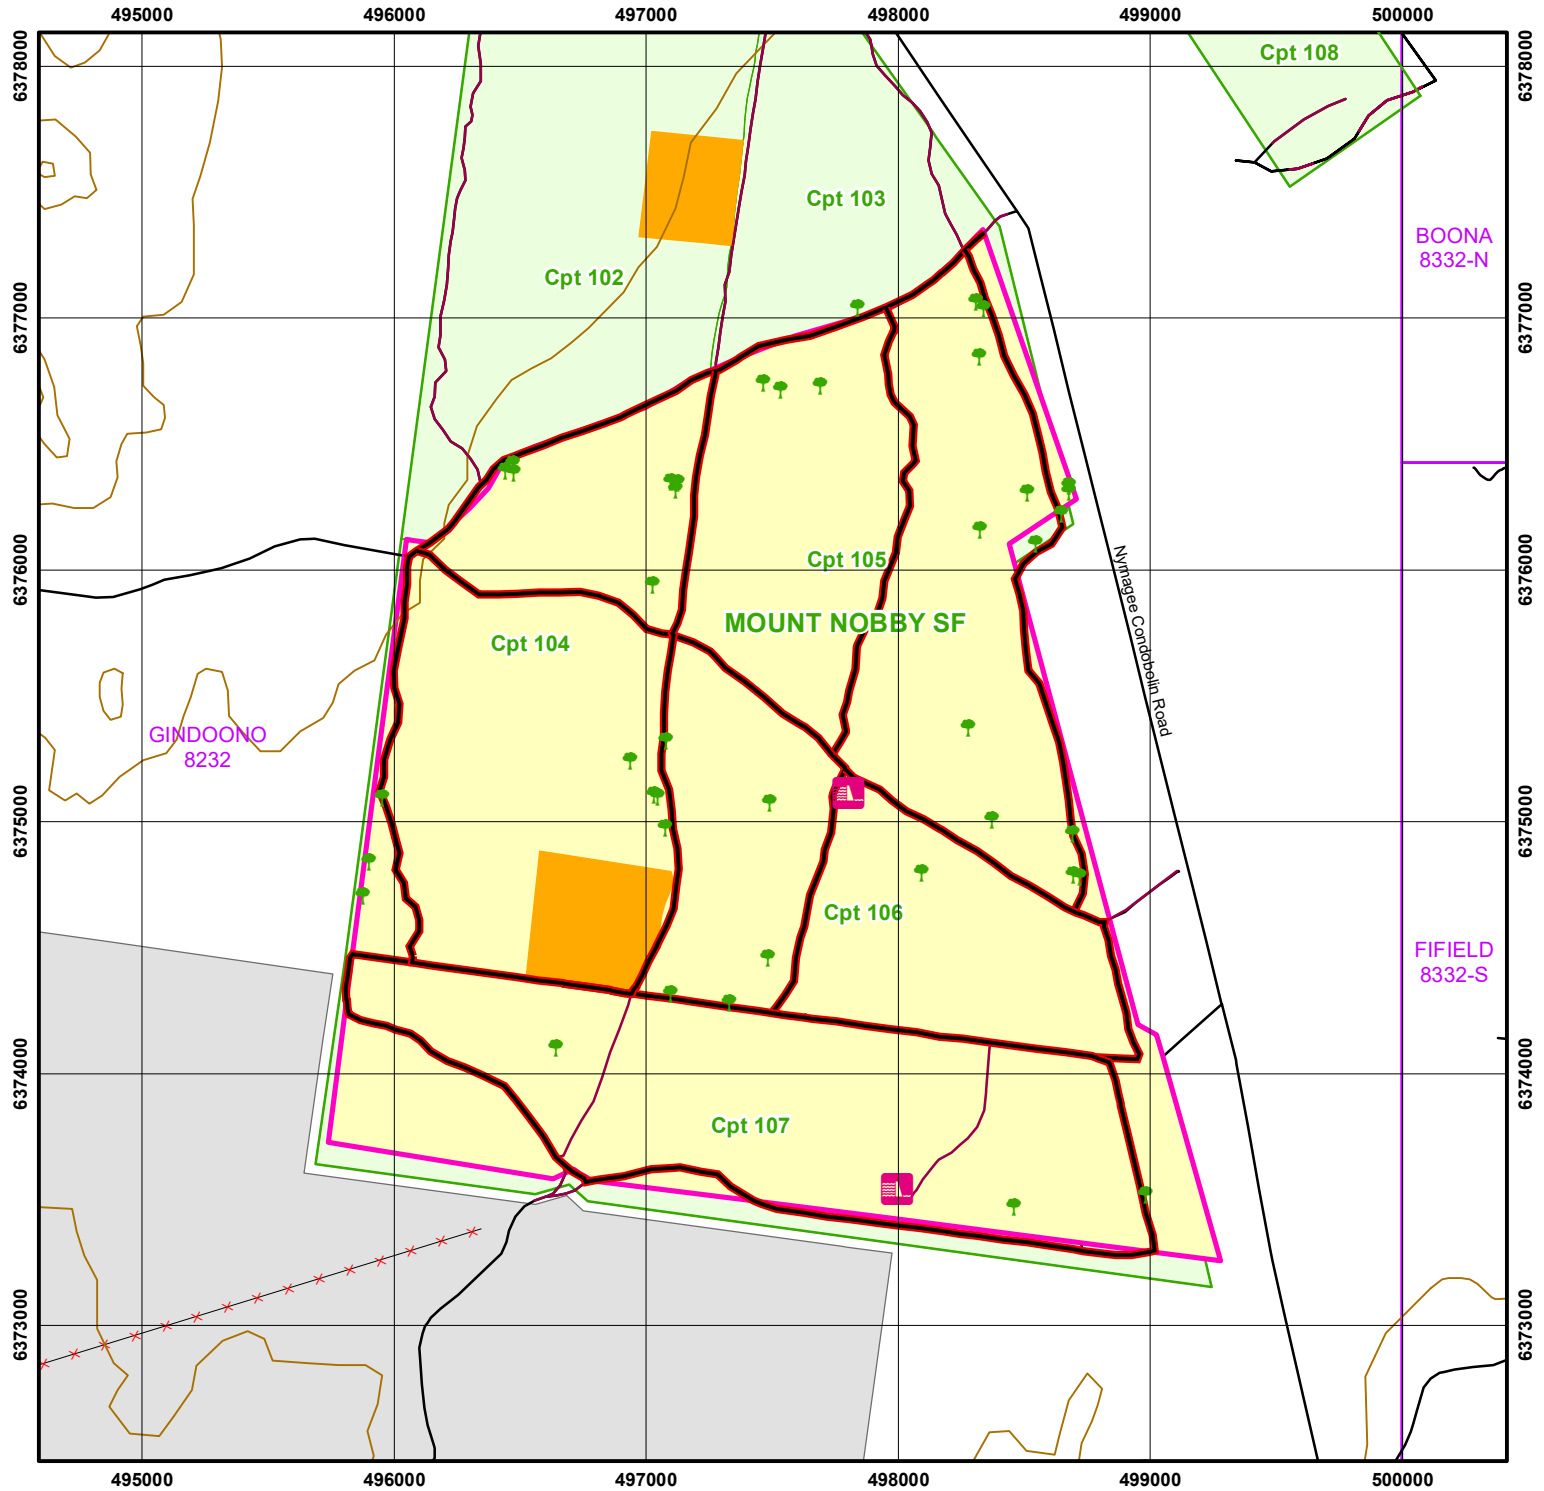 495000 496000 497000 498000 499000 500000
6378000 6378000
Cpt 108
Cpt 103
BOONA
8332-N
Cpt 102
6377000 6377000
Cpt 105
6376000 6376000
MOUNT NOBBY SF
Cpt 104
Nymagee Condobolin Road
GINDOONO
8232
6375000 6375000
Cpt 106
FIFIELD
8332-S
6374000 6374000
Cpt 107
6373000 6373000
495000 496000 497000 498000 499000 500000